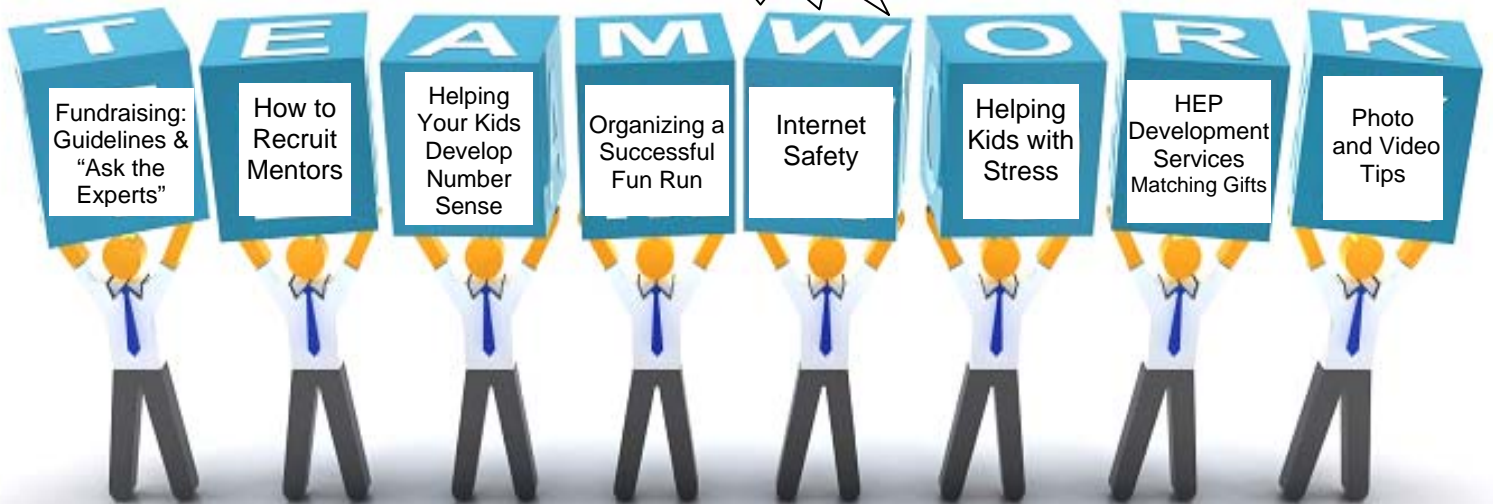 T E A M W O R K
Fundraising:
Guidelines &
“Ask the
Experts”
How to
Recruit
Mentors
Helping
Your Kids
Develop
Number
Sense
Organizing a
Successful
Fun Run
Internet
Safety
Helping
Kids with
Stress
HEP
Development
Services
Matching Gifts
Photo
and Video
Tips